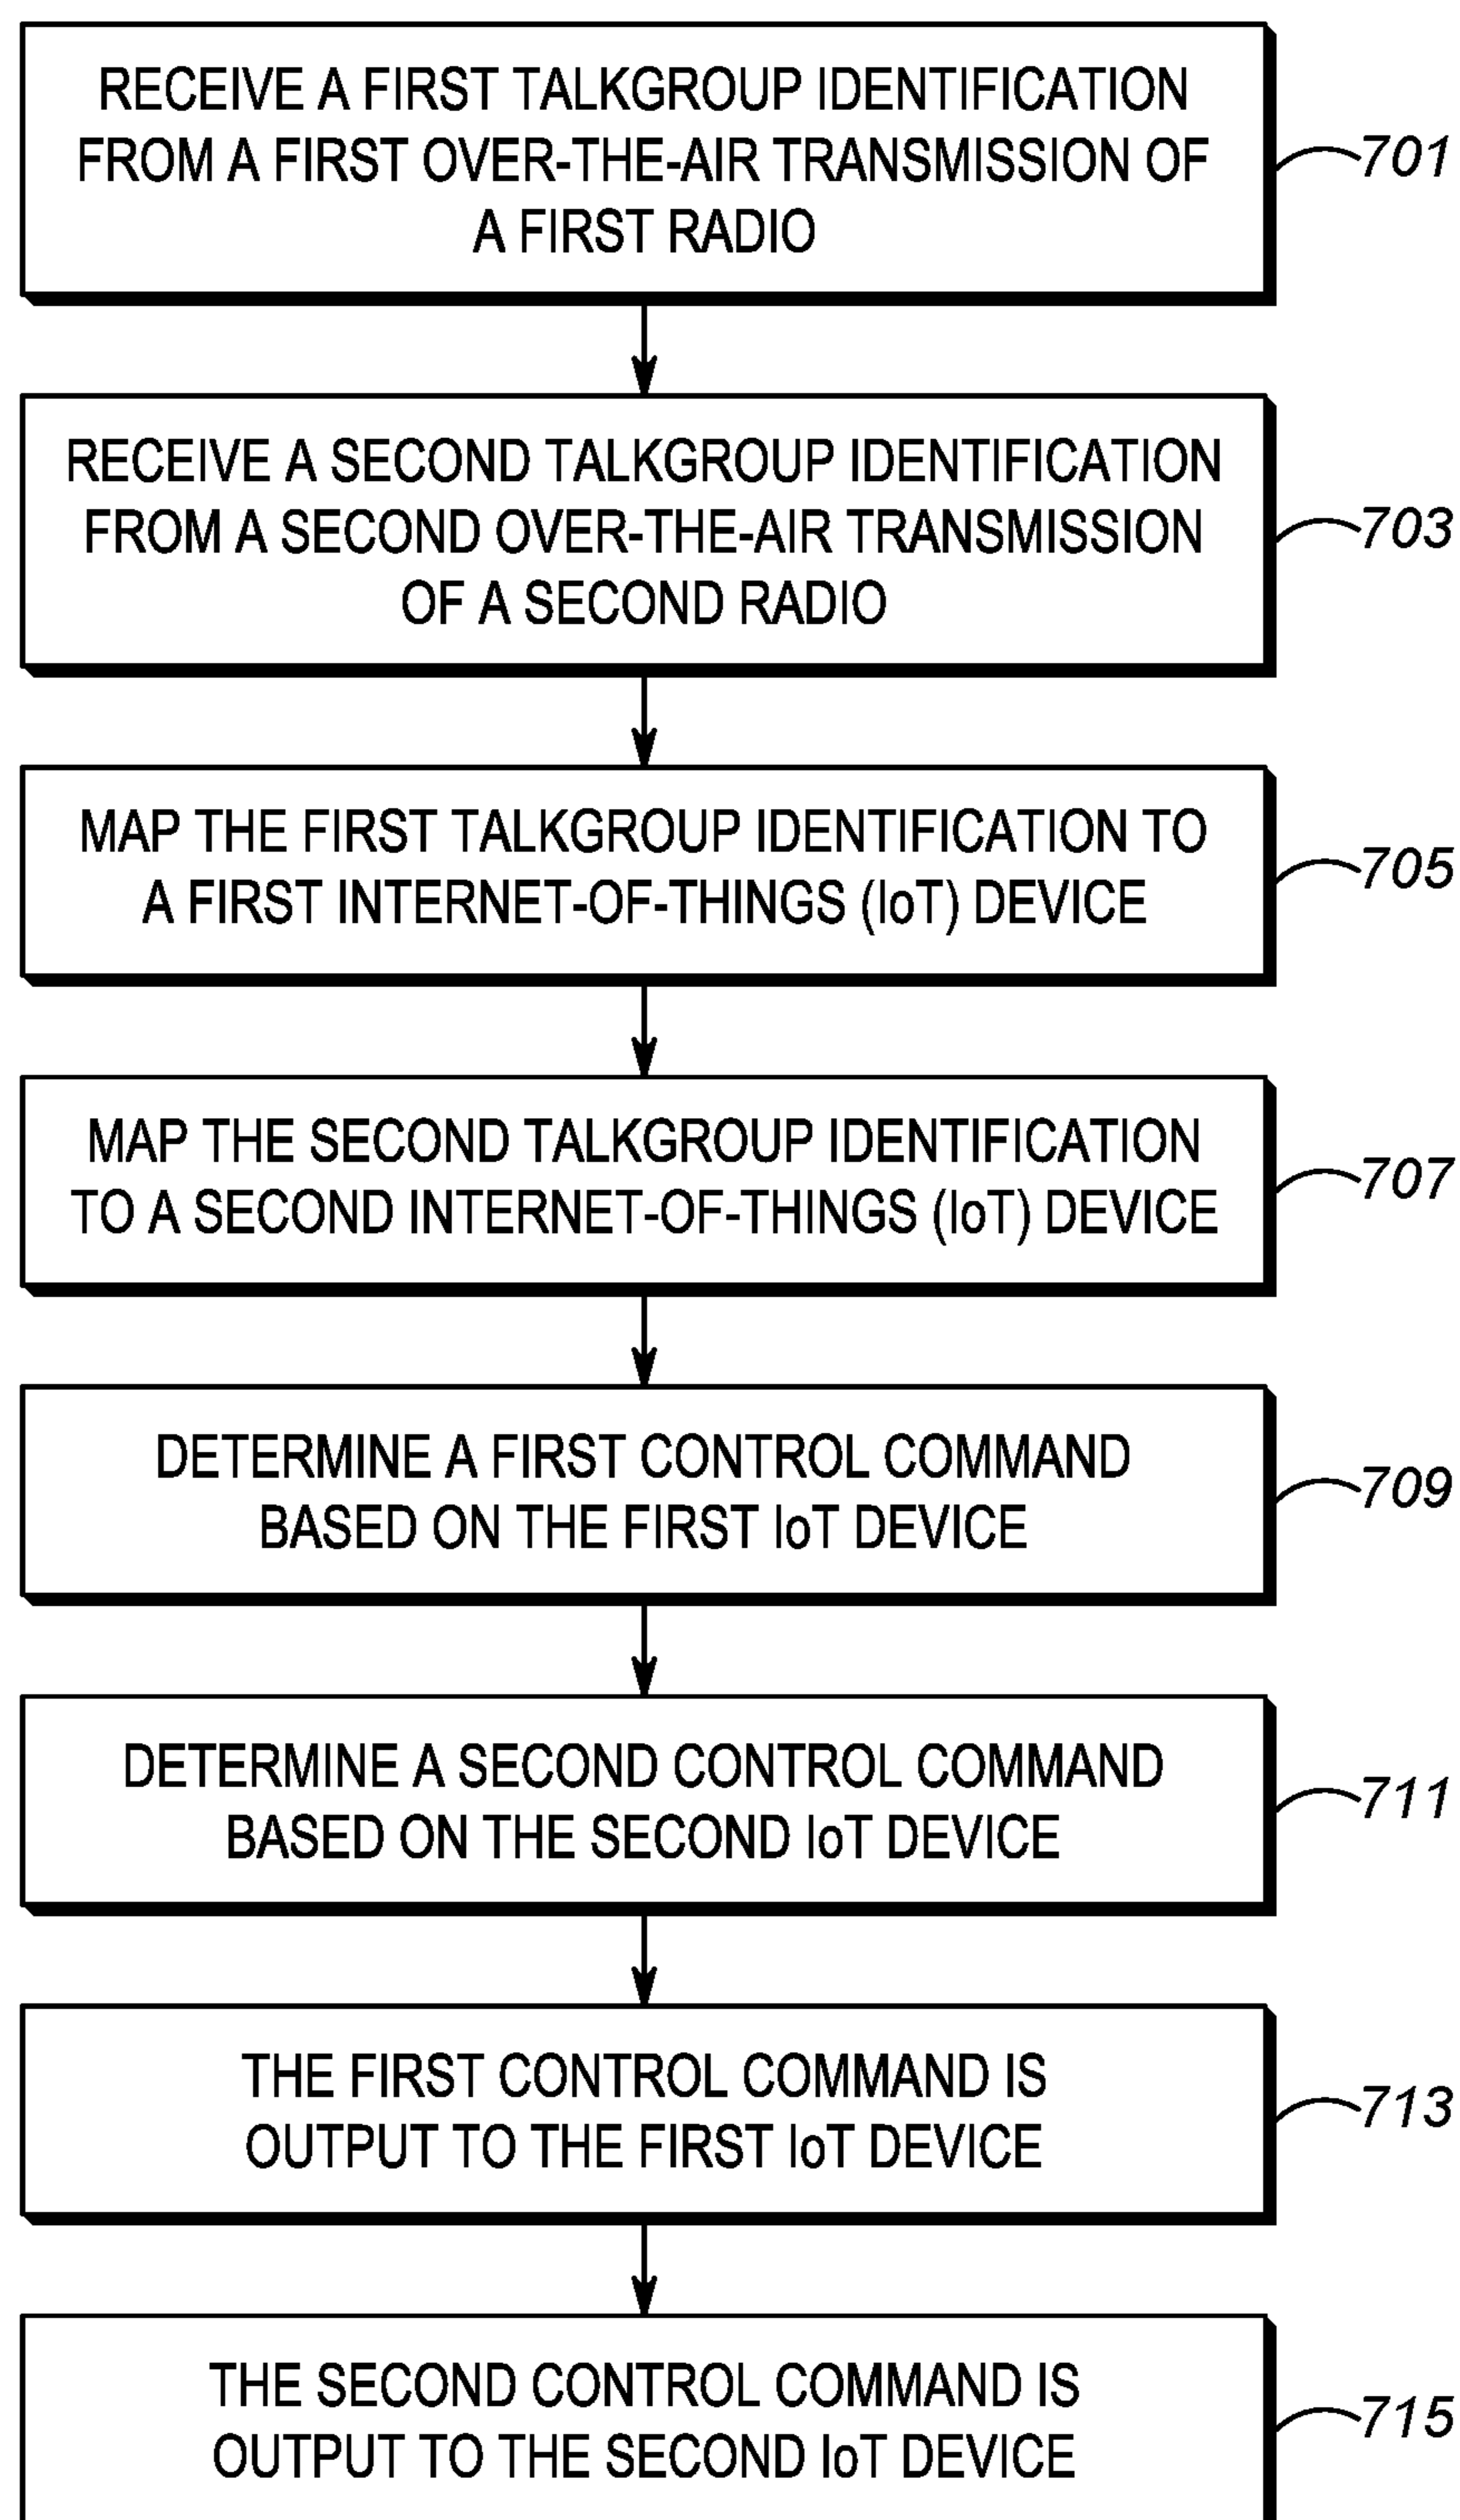 RECEIVE A FIRST TALKGROUP IDENTIFICATION
FROM A FIRST OVER-THE-AIR TRANSMISSION OF
A FIRST RADIO
701
RECEIVE A SECOND TALKGROUP IDENTIFICATION
FROM A SECOND OVER-THE-AIR TRANSMISSION
OF A SECOND RADIO
703
MAP THE FIRST TALKGROUP IDENTIFICATION TO
A FIRST INTERNET-OF-THINGS (IoT) DEVICE
705
MAP THE SECOND TALKGROUP IDENTIFICATION
TO A SECOND INTERNET-OF-THINGS (IoT) DEVICE
707
DETERMINE A FIRST CONTROL COMMAND
BASED ON THE FIRST IoT DEVICE
709
DETERMINE A SECOND CONTROL COMMAND
BASED ON THE SECOND IoT DEVICE
711
THE FIRST CONTROL COMMAND IS
OUTPUT TO THE FIRST IoT DEVICE
713
THE SECOND CONTROL COMMAND IS
OUTPUT TO THE SECOND IoT DEVICE
715